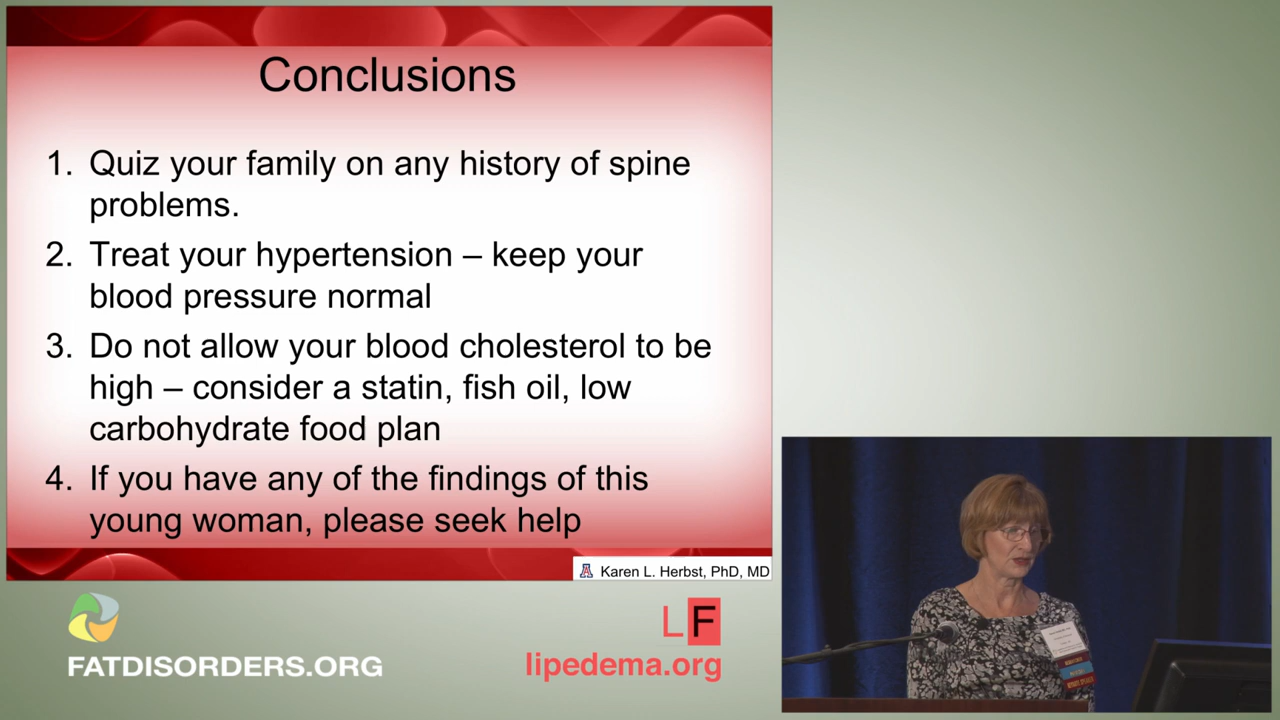 Conclusions
1. Quiz your family on any history of spine
problems.
2. Treat your hypertension – keep your
blood pressure normal
3. Do not allow your blood cholesterol to be
high – consider a statin, fish oil, low
carbohydrate food plan
4. If you have any of the findings of this
young woman, please seek help
A Karen L. Herbst, PhD, MD
FATDISORDERS.ORG
LF
lipedema.org